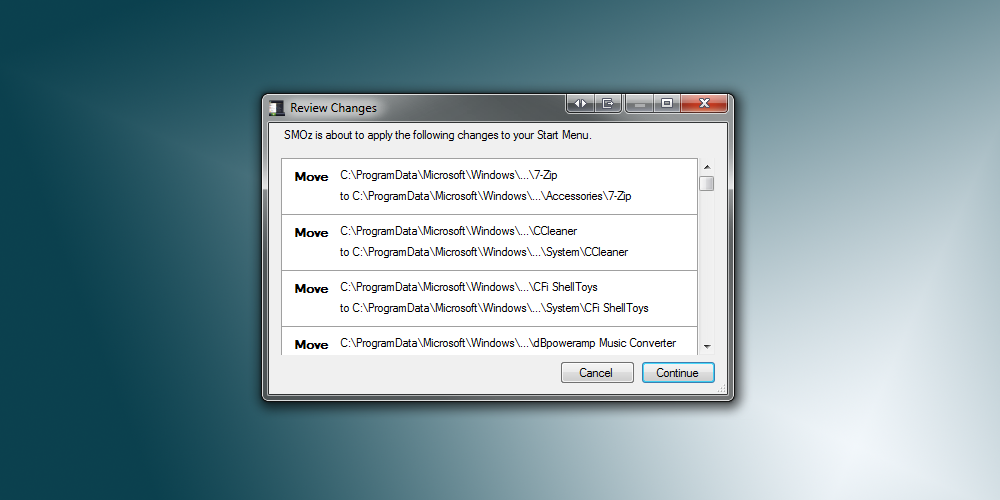 Review Changes
SMOz is about to apply the following changes to your Start Menu.
Move C:\ProgramData\Microsoft\Windows\...\7-Zip
to C:\ProgramData\Microsoft\Windows\...\Accessories\7-Zip
Move C:\ProgramData\Microsoft\Windows\...\CCleaner
to C:\ProgramData\Microsoft\Windows\...\System\CCleaner
Move C:\ProgramData\Microsoft\Windows\...\CFi ShellToys
to C:\ProgramData\Microsoft\Windows\...\System\CFi ShellToys
Move C:\ProgramData\Microsoft\Windows\...\dBpoweramp Music Converter
Cancel Continue